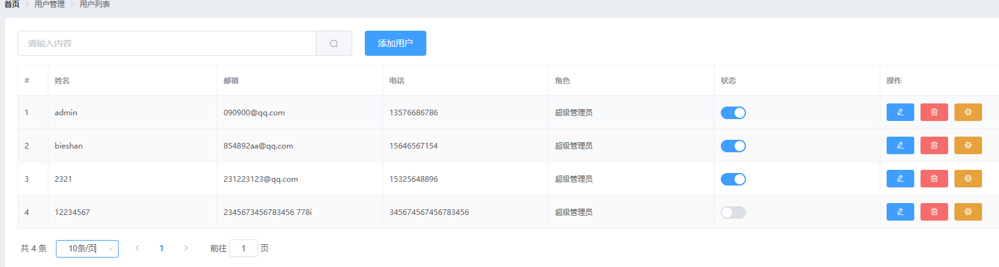 首页 > 用户管理 > 用户列表
请输入内容 添加用户
# 姓名 邮箱 电话 角色 状态 操作
1 admin 090900@qq.com 13576686786 超级管理员
2 bieshan 854892aa@qq.com 15646567154 超级管理员
3 2321 231223123@qq.com 15325648896 超级管理员
4 12234567 2345673456783456 778i 345674567456783456 超级管理员
共 4 条 10条/页 < 1 > 前往 1 页